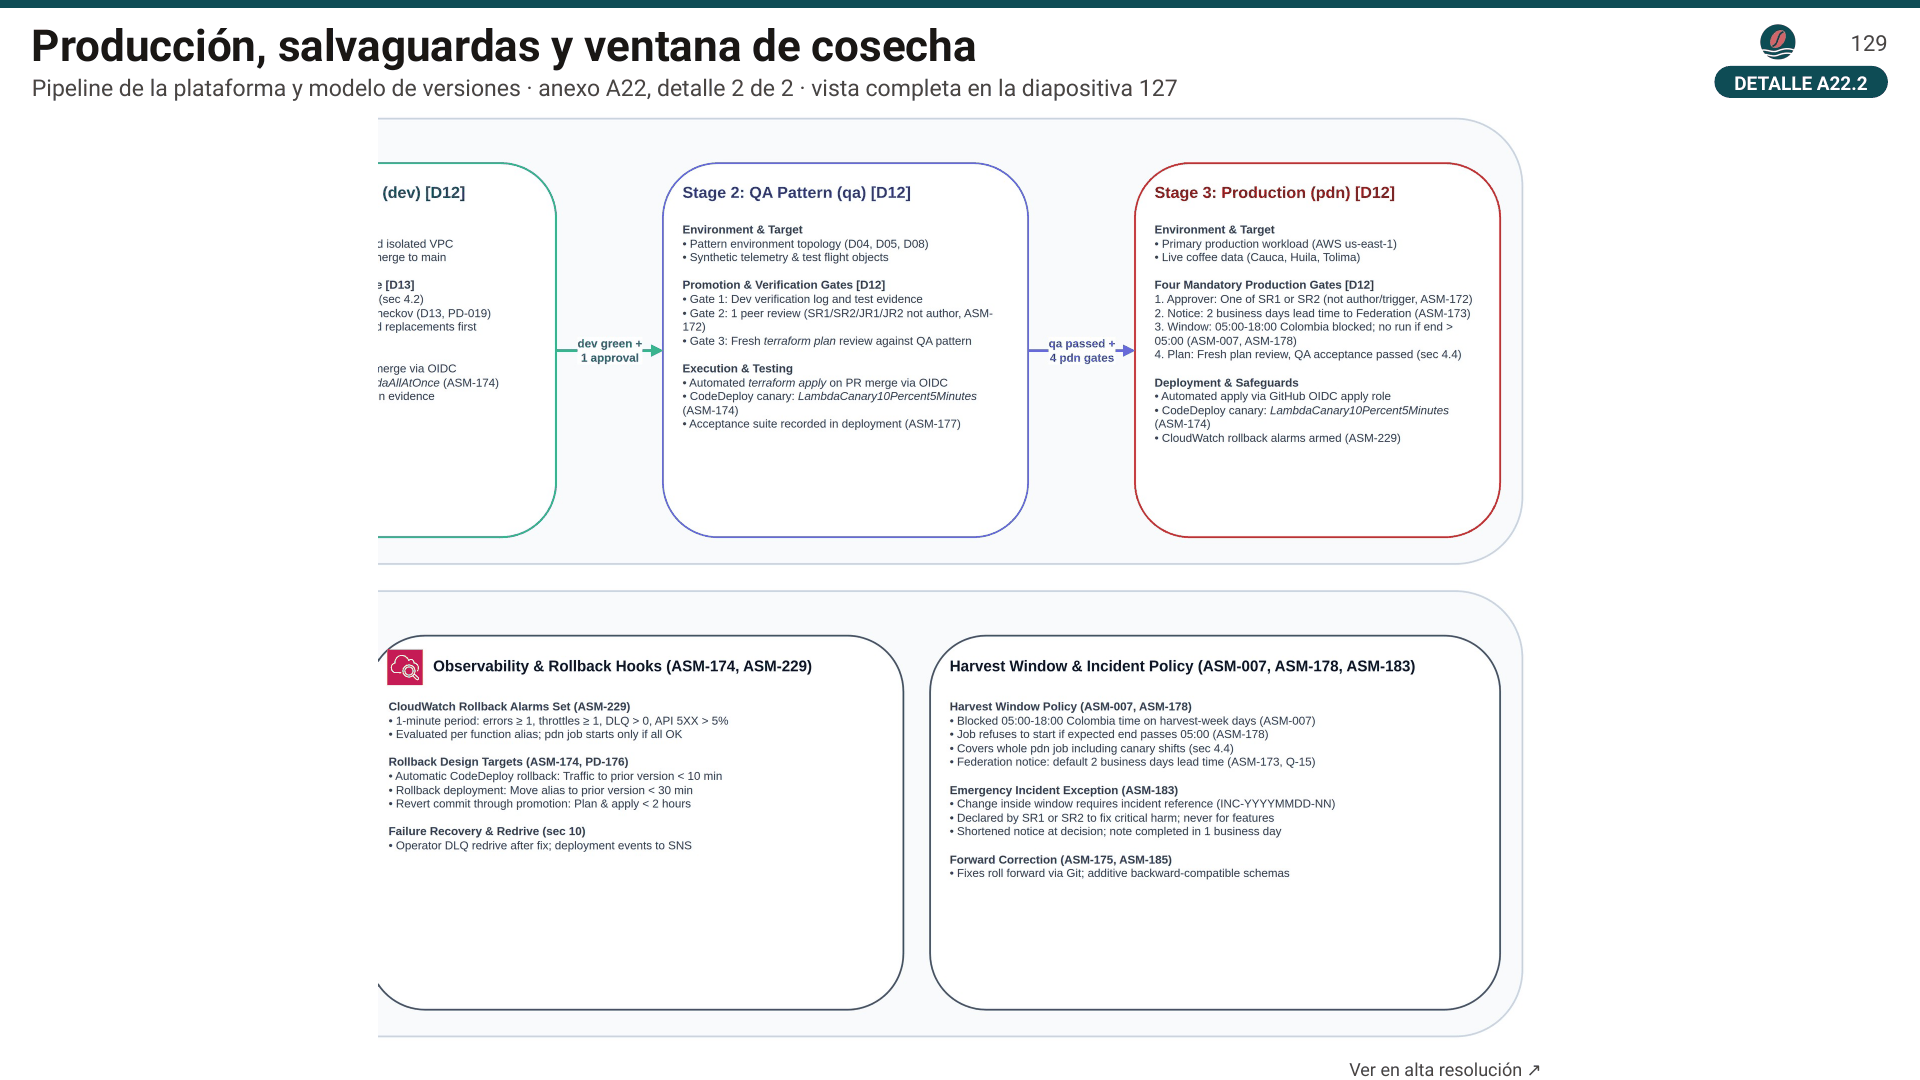 Producción, salvaguardas y ventana de cosecha
Pipeline de la plataforma y modelo de versiones · anexo A22, detalle 2 de 2 · vista completa en la diapositiva 127
129
DETALLE A22.2
(dev) [D12]
d isolated VPC
nerge to main
e [D13]
(sec 4.2)
neckov (D13, PD-019)
d replacements first
nerge via OIDC
daAllAtOnce (ASM-174)
n evidence
dev green +
1 approval
Stage 2: QA Pattern (qa) [D12]
Environment & Target
• Pattern environment topology (D04, D05, D08)
• Synthetic telemetry & test flight objects
Promotion & Verification Gates [D12]
• Gate 1: Dev verification log and test evidence
• Gate 2: 1 peer review (SR1/SR2/JR1/JR2 not author, ASM-
172)
• Gate 3: Fresh terraform plan review against QA pattern
Execution & Testing
• Automated terraform apply on PR merge via OIDC
• CodeDeploy canary: LambdaCanary10Percent5Minutes
(ASM-174)
• Acceptance suite recorded in deployment (ASM-177)
qa passed +
4 pdn gates
Stage 3: Production (pdn) [D12]
Environment & Target
• Primary production workload (AWS us-east-1)
• Live coffee data (Cauca, Huila, Tolima)
Four Mandatory Production Gates [D12]
1. Approver: One of SR1 or SR2 (not author/trigger, ASM-172)
2. Notice: 2 business days lead time to Federation (ASM-173)
3. Window: 05:00-18:00 Colombia blocked; no run if end >
05:00 (ASM-007, ASM-178)
4. Plan: Fresh plan review, QA acceptance passed (sec 4.4)
Deployment & Safeguards
• Automated apply via GitHub OIDC apply role
• CodeDeploy canary: LambdaCanary10Percent5Minutes
(ASM-174)
• CloudWatch rollback alarms armed (ASM-229)
Observability & Rollback Hooks (ASM-174, ASM-229)
CloudWatch Rollback Alarms Set (ASM-229)
• 1-minute period: errors ≥ 1, throttles ≥ 1, DLQ > 0, API 5XX > 5%
• Evaluated per function alias; pdn job starts only if all OK
Rollback Design Targets (ASM-174, PD-176)
• Automatic CodeDeploy rollback: Traffic to prior version < 10 min
• Rollback deployment: Move alias to prior version < 30 min
• Revert commit through promotion: Plan & apply < 2 hours
Failure Recovery & Redrive (sec 10)
• Operator DLQ redrive after fix; deployment events to SNS
Harvest Window & Incident Policy (ASM-007, ASM-178, ASM-183)
Harvest Window Policy (ASM-007, ASM-178)
• Blocked 05:00-18:00 Colombia time on harvest-week days (ASM-007)
• Job refuses to start if expected end passes 05:00 (ASM-178)
• Covers whole pdn job including canary shifts (sec 4.4)
• Federation notice: default 2 business days lead time (ASM-173, Q-15)
Emergency Incident Exception (ASM-183)
• Change inside window requires incident reference (INC-YYYYMMDD-NN)
• Declared by SR1 or SR2 to fix critical harm; never for features
• Shortened notice at decision; note completed in 1 business day
Forward Correction (ASM-175, ASM-185)
• Fixes roll forward via Git; additive backward-compatible schemas
Ver en alta resolución ↗